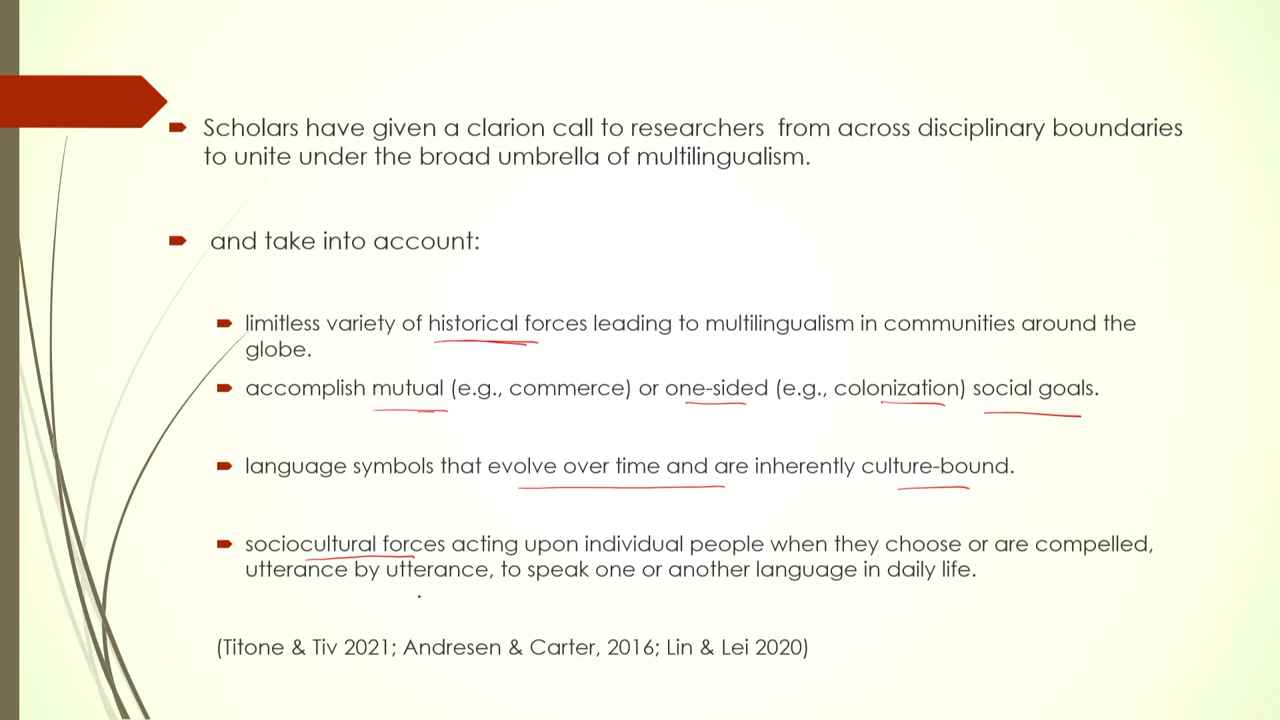 Scholars have given a clarion call to researchers from across disciplinary boundaries
to unite under the broad umbrella of multilingualism.
and take into account:
limitless variety of historical forces leading to multilingualism in communities around the
globe.
accomplish mutual (e.g., commerce) or one-sided (e.g., colonization) social goals.
language symbols that evolve over time and are inherently culture-bound.
sociocultural forces acting upon individual people when they choose or are compelled,
utterance by utterance, to speak one or another language in daily life.
(Titone & Tiv 2021; Andresen & Carter, 2016; Lin & Lei 2020)